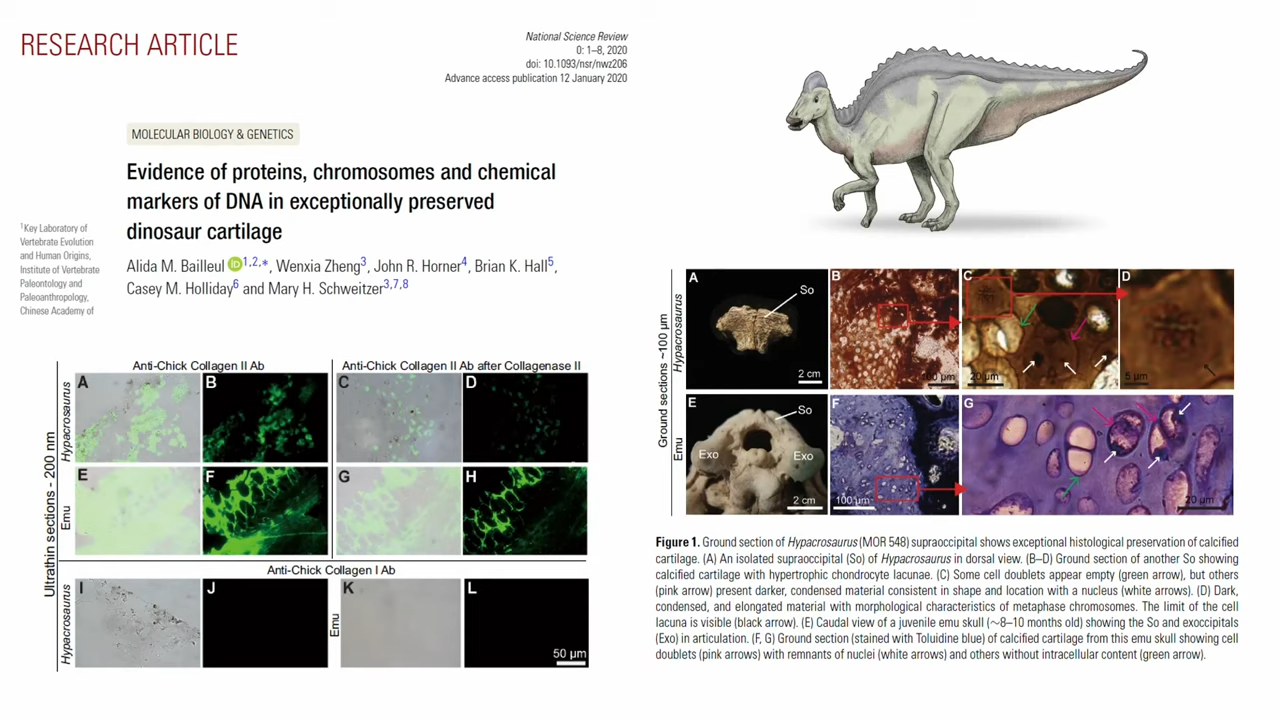 RESEARCH ARTICLE
National Science Review
0: 1–8, 2020
doi: 10.1093/nsr/nwz206
Advance access publication 12 January 2020
MOLECULAR BIOLOGY & GENETICS
Evidence of proteins, chromosomes and chemical
markers of DNA in exceptionally preserved
dinosaur cartilage
1Key Laboratory of
Vertebrate Evolution
and Human Origins,
Institute of Vertebrate
Paleontology and
Paleoanthropology,
Chinese Academy of
Alida M. Bailleul iD 1,2,*, Wenxia Zheng3, John R. Horner4, Brian K. Hall5,
Casey M. Holliday6 and Mary H. Schweitzer3,7,8
Anti-Chick Collagen II Ab
Anti-Chick Collagen II Ab after Collagenase II
Ultrathin sections - 200 nm
Hypacrosaurus
A
B
C
D
Emu
E
F
G
H
Anti-Chick Collagen I Ab
Hypacrosaurus
I
J
Emu
K
L
50 µm
Ground sections ~100 µm
Hypacrosaurus
A
So
2 cm
B
100 µm
C
20 µm
D
5 µm
Emu
E
So
Exo
Exo
2 cm
F
100 µm
G
20 µm
Figure 1. Ground section of Hypacrosaurus (MOR 548) supraoccipital shows exceptional histological preservation of calcified
cartilage. (A) An isolated supraoccipital (So) of Hypacrosaurus in dorsal view. (B–D) Ground section of another So showing
calcified cartilage with hypertrophic chondrocyte lacunae. (C) Some cell doublets appear empty (green arrow), but others
(pink arrow) present darker, condensed material consistent in shape and location with a nucleus (white arrows). (D) Dark,
condensed, and elongated material with morphological characteristics of metaphase chromosomes. The limit of the cell
lacuna is visible (black arrow). (E) Caudal view of a juvenile emu skull (~8–10 months old) showing the So and exoccipitals
(Exo) in articulation. (F, G) Ground section (stained with Toluidine blue) of calcified cartilage from this emu skull showing cell
doublets (pink arrows) with remnants of nuclei (white arrows) and others without intracellular content (green arrow).